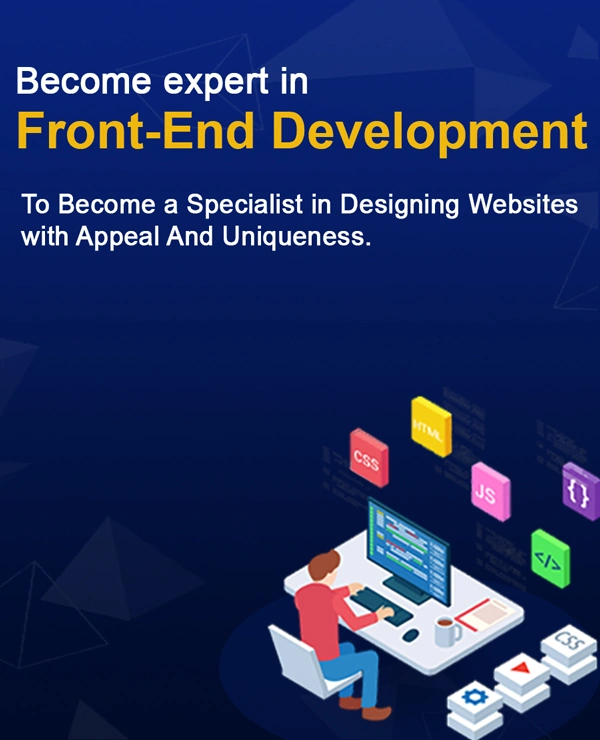 Become expert in
Front-End Development
To Become a Specialist in Designing Websites
with Appeal And Uniqueness.
HTML
CSS
JS
{ }
</>
CSS